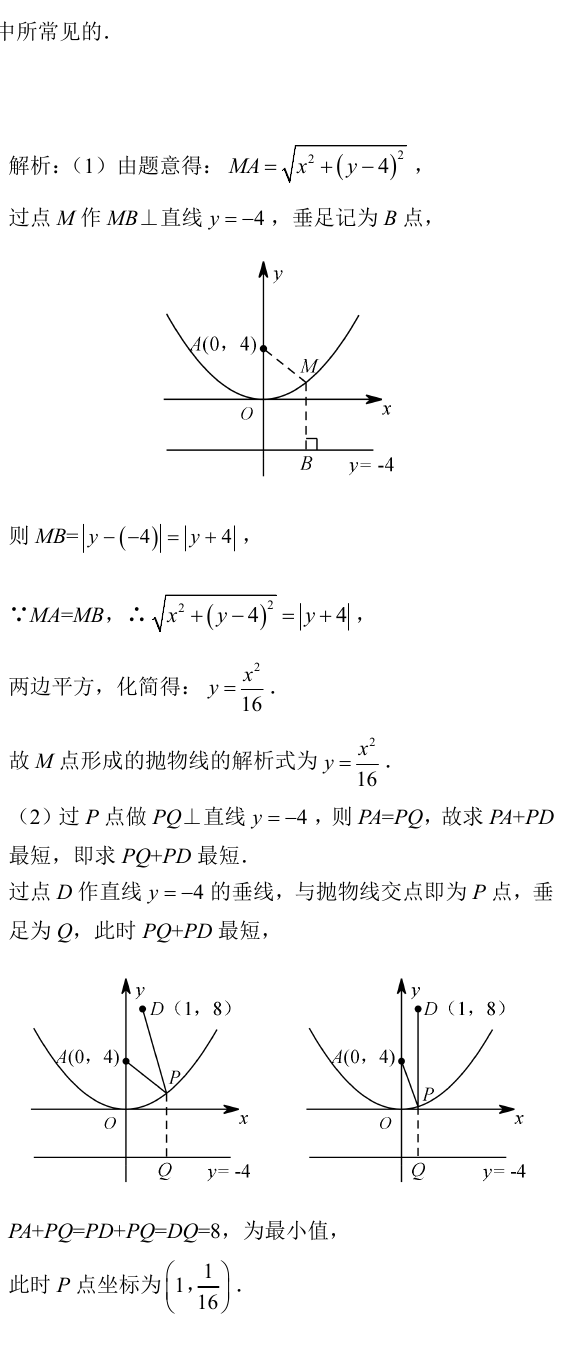 中所常见的．
解析：（1）由题意得：MA=√(x²+(y−4)²)，
过点 M 作 MB⊥直线 y=−4，垂足记为 B 点，
y
A(0，4)
M
O
x
B
y= -4
则 MB=|y−(−4)|=|y+4|，
∵MA=MB，∴√(x²+(y−4)²)=|y+4|，
两边平方，化简得：y=x²/16．
故 M 点形成的抛物线的解析式为 y=x²/16．
（2）过 P 点做 PQ⊥直线 y=−4，则 PA=PQ，故求 PA+PD
最短，即求 PQ+PD 最短．
过点 D 作直线 y=−4 的垂线，与抛物线交点即为 P 点，垂
足为 Q，此时 PQ+PD 最短，
y
D（1，8）
A(0，4)
P
O
x
Q
y= -4
y
D（1，8）
A(0，4)
P
O
x
Q
y= -4
PA+PQ=PD+PQ=DQ=8，为最小值，
此时 P 点坐标为(1，1/16)．